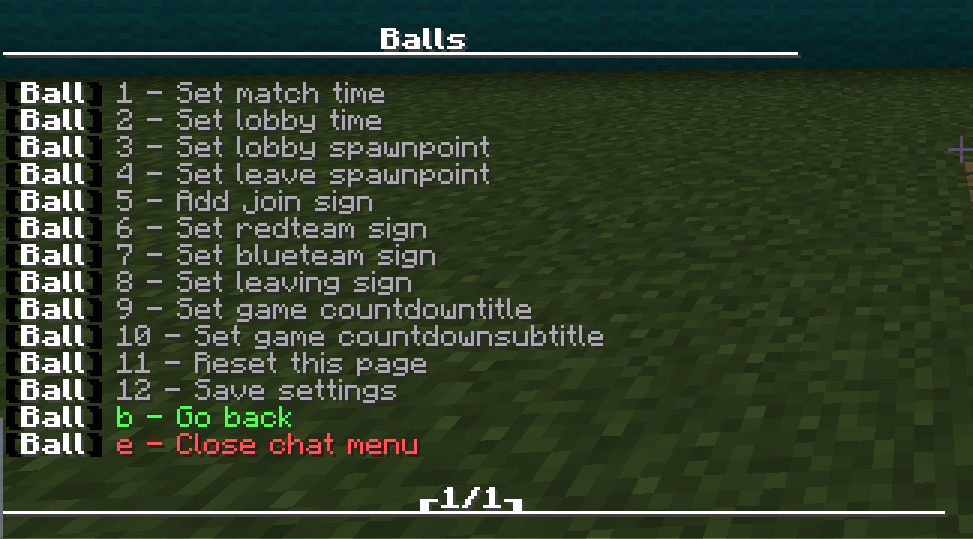 Balls
[Ball] 1 - Set match time
[Ball] 2 - Set lobby time
[Ball] 3 - Set lobby spawnpoint
[Ball] 4 - Set leave spawnpoint
[Ball] 5 - Add join sign
[Ball] 6 - Set redteam sign
[Ball] 7 - Set blueteam sign
[Ball] 8 - Set leaving sign
[Ball] 9 - Set game countdowntitle
[Ball] 10 - Set game countdownsubtitle
[Ball] 11 - Reset this page
[Ball] 12 - Save settings
[Ball] b - Go back
[Ball] e - Close chat menu
┌1/1┐